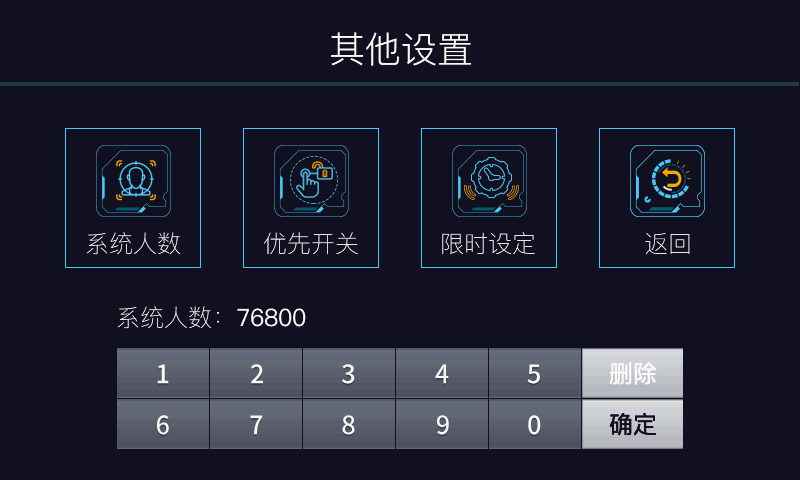 其他设置
系统人数 优先开关 限时设定 返回
系统人数：76800
1 2 3 4 5 删除
6 7 8 9 0 确定